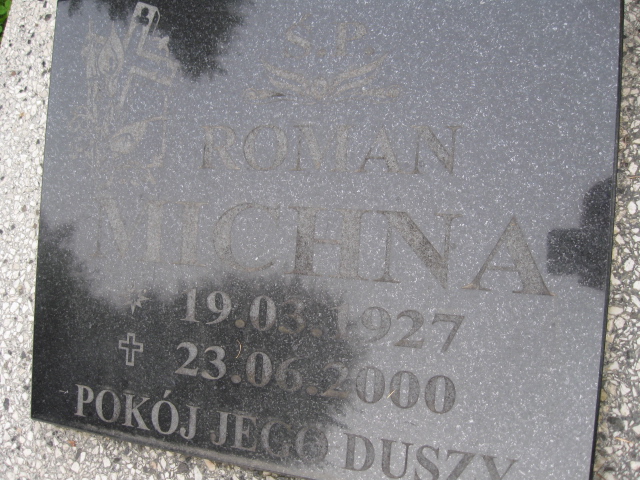 Ś.P.
ROMAN
MICHNA
19.03.1927
23.06.2000
POKÓJ JEGO DUSZY